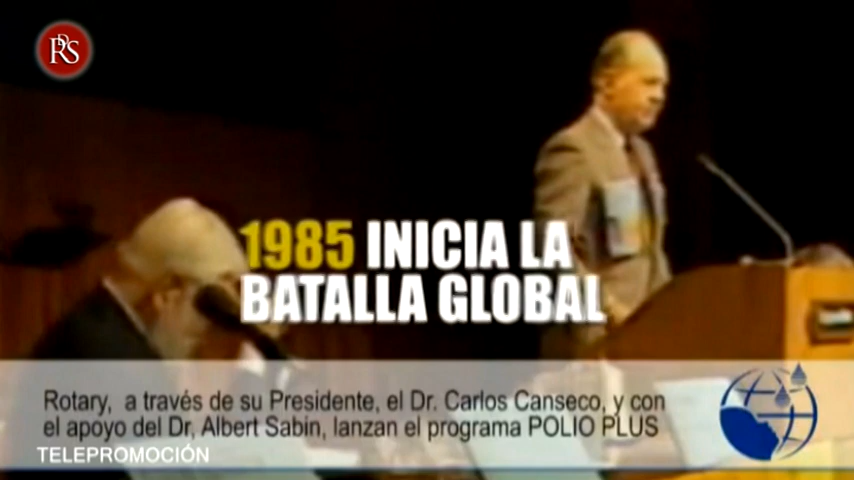 RDS
1985 INICIA LA
BATALLA GLOBAL
Rotary, a través de su Presidente, el Dr. Carlos Canseco, y con
el apoyo del Dr. Albert Sabin, lanzan el programa POLIO PLUS
TELEPROMOCIÓN